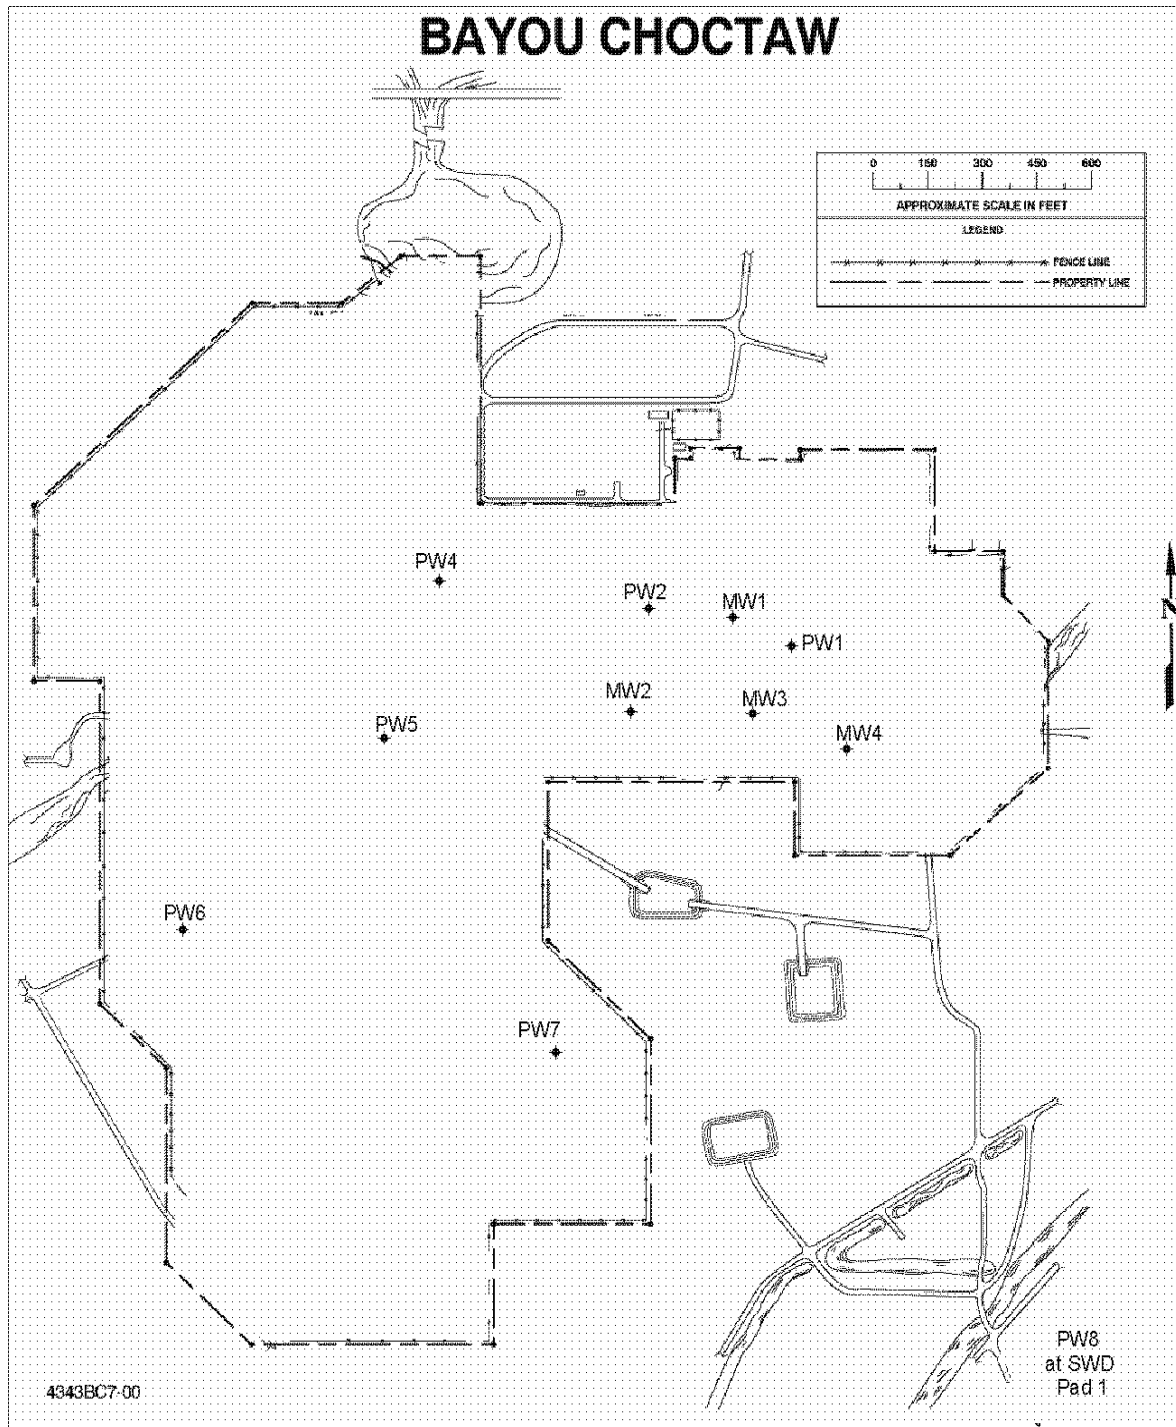 BAYOU CHOCTAW
0 150 300 450 600
APPROXIMATE SCALE IN FEET
LEGEND
FENCE LINE
PROPERTY LINE
PW4
PW2
MW1
N
PW1
MW2
MW3
PW5
MW4
PW6
PW7
PW8
at SWD
Pad 1
4343BC7-00